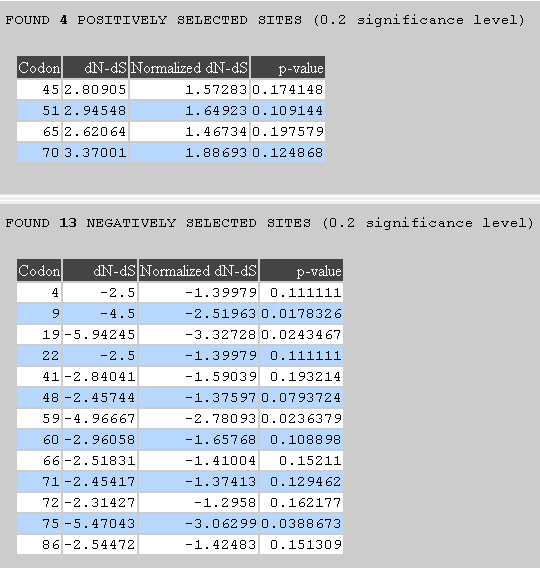 FOUND 4 POSITIVELY SELECTED SITES (0.2 significance level)
Codon dN-dS Normalized dN-dS p-value
45 2.80905 1.57283 0.174148
51 2.94548 1.64923 0.109144
65 2.62064 1.46734 0.197579
70 3.37001 1.88693 0.124868
FOUND 13 NEGATIVELY SELECTED SITES (0.2 significance level)
Codon dN-dS Normalized dN-dS p-value
4 -2.5 -1.39979 0.111111
9 -4.5 -2.51963 0.0178326
19 -5.94245 -3.32728 0.0243467
22 -2.5 -1.39979 0.111111
41 -2.84041 -1.59039 0.193214
48 -2.45744 -1.37597 0.0793724
59 -4.96667 -2.78093 0.0236379
60 -2.96058 -1.65768 0.108898
66 -2.51831 -1.41004 0.15211
71 -2.45417 -1.37413 0.129462
72 -2.31427 -1.2958 0.162177
75 -5.47043 -3.06299 0.0388673
86 -2.54472 -1.42483 0.151309